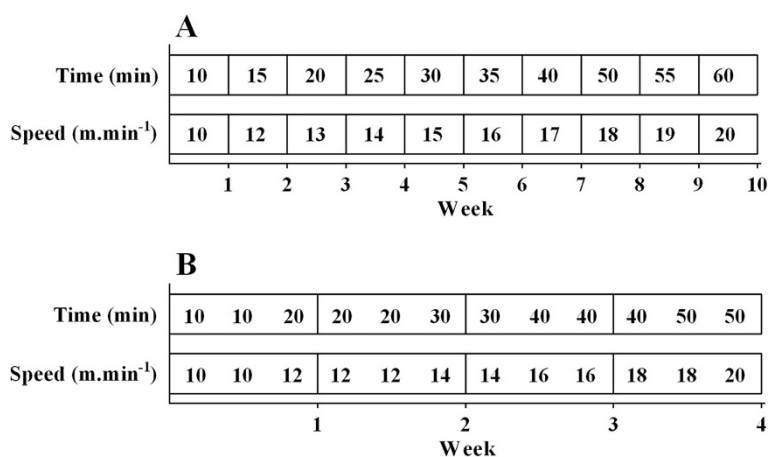 A
Time (min) 10 15 20 25 30 35 40 50 55 60
Speed (m.min⁻¹) 10 12 13 14 15 16 17 18 19 20
1 2 3 4 5 6 7 8 9 10
Week
B
Time (min) 10 10 20 20 20 30 30 40 40 40 50 50
Speed (m.min⁻¹) 10 10 12 12 12 14 14 16 16 18 18 20
1 2 3 4
Week